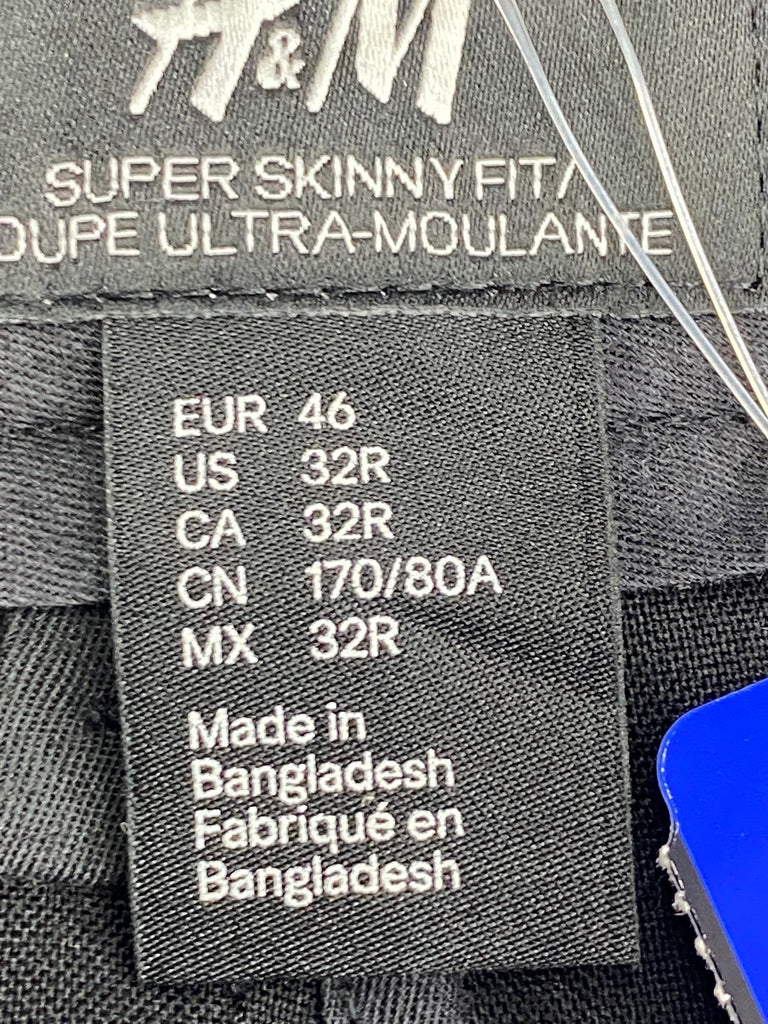 H&M
SUPER SKINNY FIT/
OUPE ULTRA-MOULANTE
EUR 46
US 32R
CA 32R
CN 170/80A
MX 32R
Made in
Bangladesh
Fabriqué en
Bangladesh